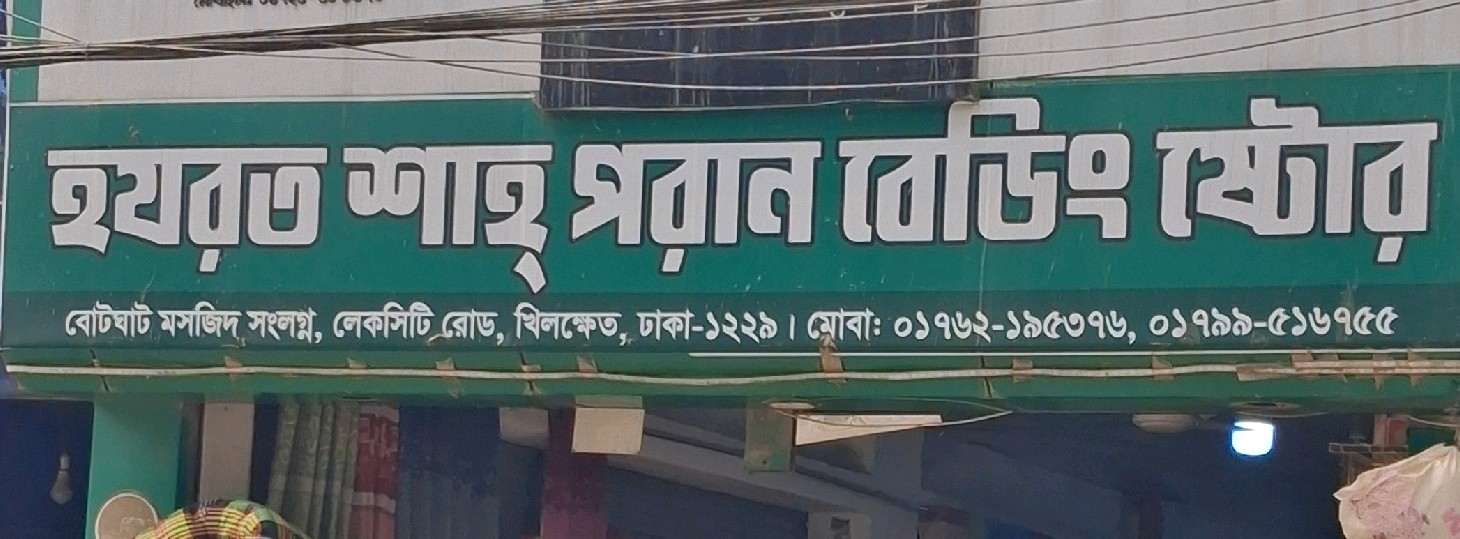 হযরত শাহ্ পরান বেডিং ষ্টোর
বোটঘাট মসজিদ সংলগ্ন, লেকসিটি রোড, খিলক্ষেত, ঢাকা-১২২৯। মোবা: ০১৭৬২-১৯৫৩৭৬, ০১৭৯৯-৫১৬৭৫৫